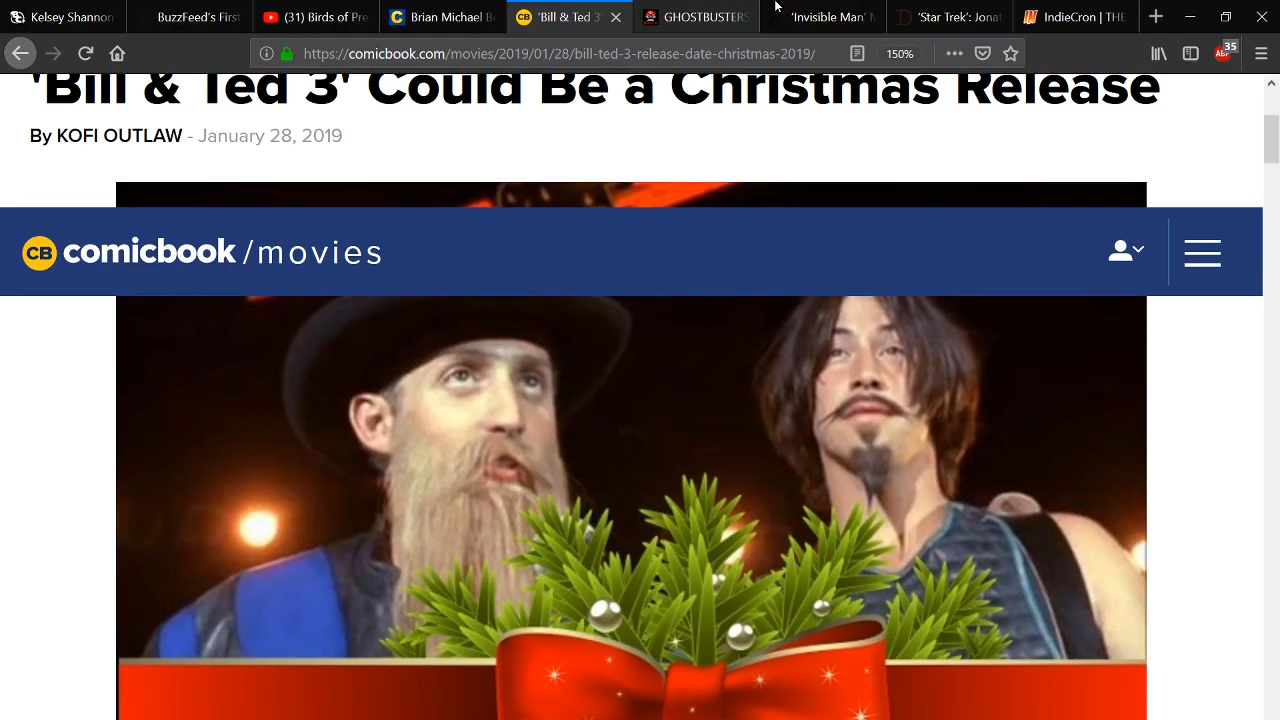 Kelsey Shannon
BuzzFeed's First
(31) Birds of Pre
Brian Michael Be
'Bill & Ted 3'
GHOSTBUSTERS
'Invisible Man' M
'Star Trek': Jonat
IndieCron | THE
https://comicbook.com/movies/2019/01/28/bill-ted-3-release-date-christmas-2019/
150%
ABP
35
'Bill & Ted 3' Could Be a Christmas Release
By KOFI OUTLAW - January 28, 2019
CB comicbook /movies